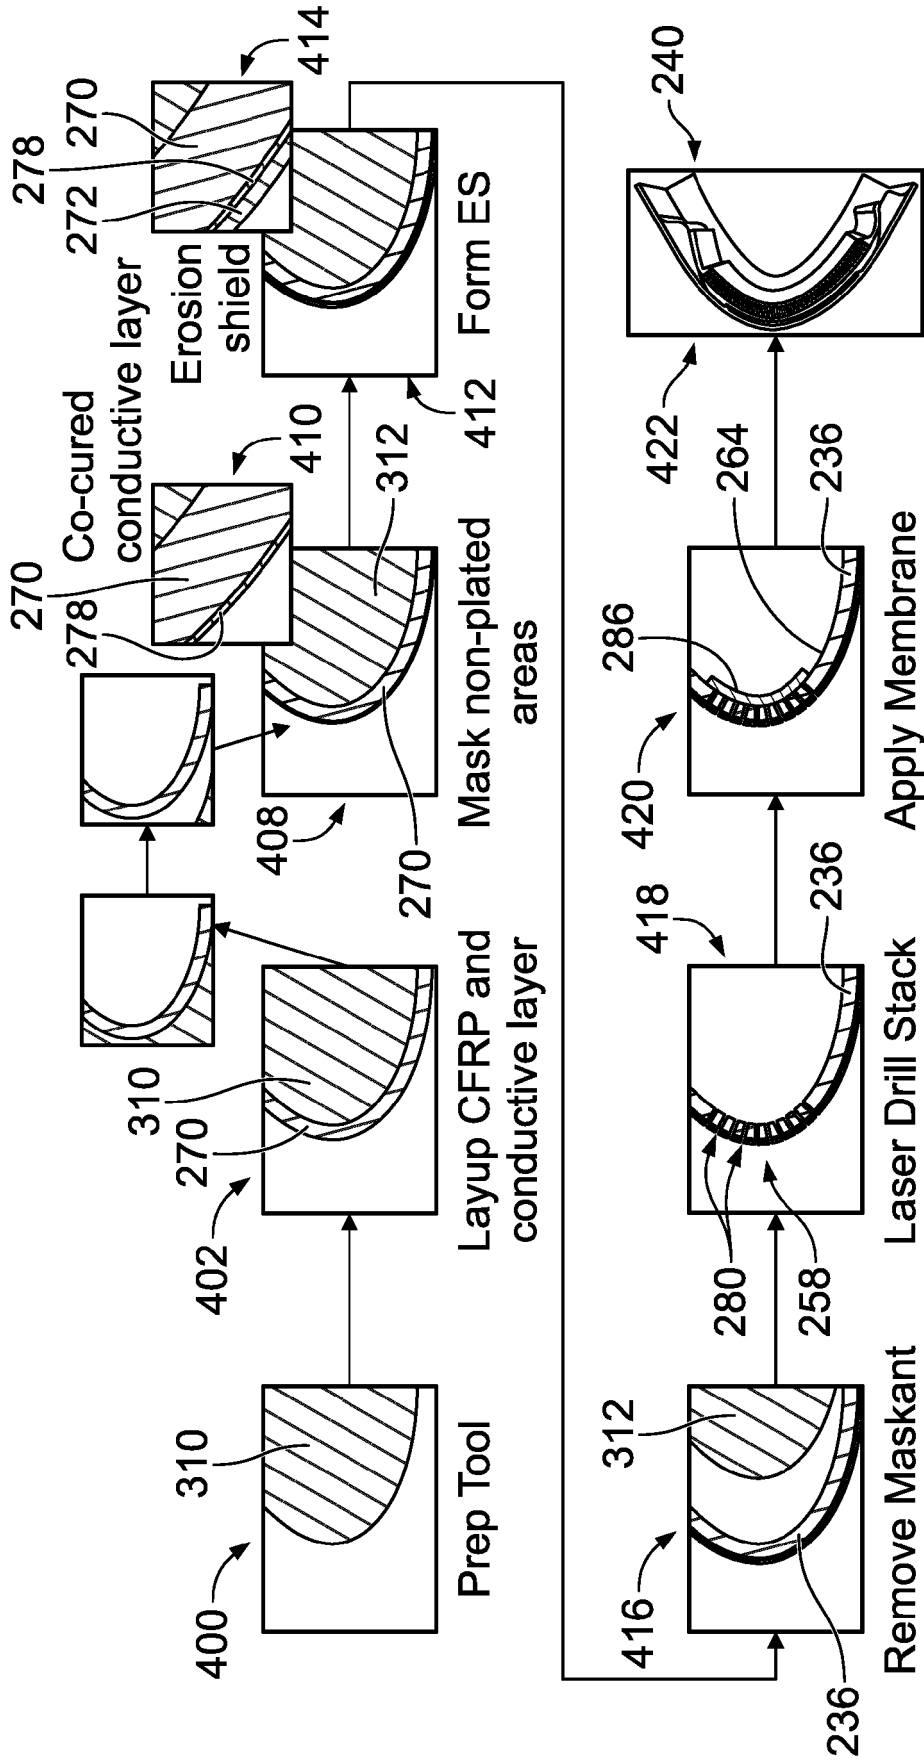 400
310
Prep Tool
402
270
310
Layup CFRP and
conductive layer
408
270
312
Mask non-plated
areas
270
278
410
Co-cured
conductive layer
Erosion
shield
272
278
270
414
412
Form ES
416
312
236
Remove Maskant
280
258
418
236
Laser Drill Stack
420
286
264
236
Apply Membrane
422
240